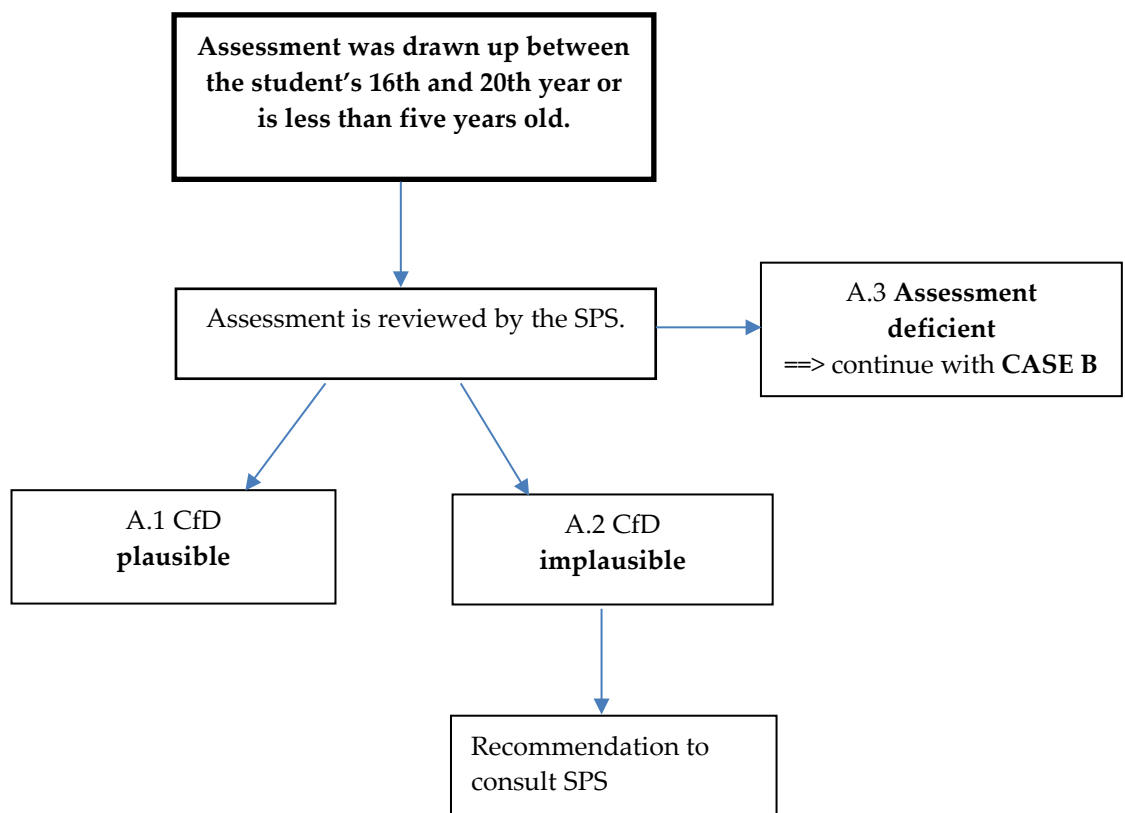 Assessment was drawn up between
the student’s 16th and 20th year or
is less than five years old.
Assessment is reviewed by the SPS.
A.3 Assessment
deficient
==> continue with CASE B
A.1 CfD
plausible
A.2 CfD
implausible
Recommendation to
consult SPS